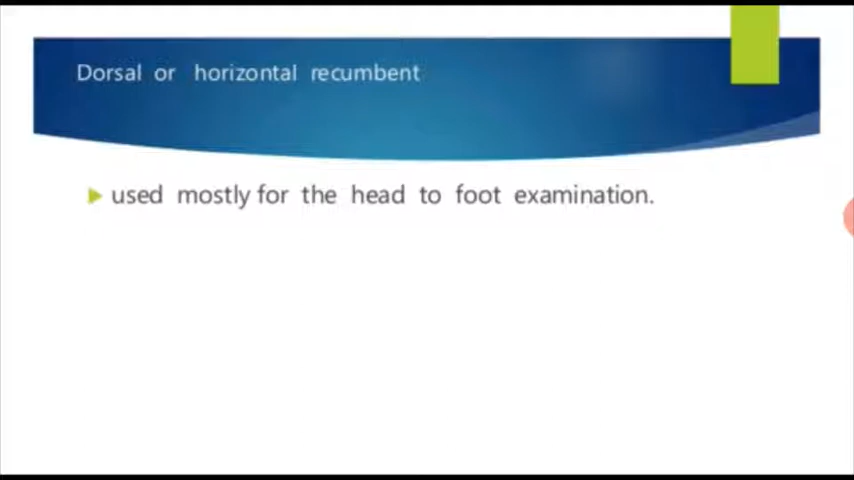 Dorsal or horizontal recumbent
used mostly for the head to foot examination.